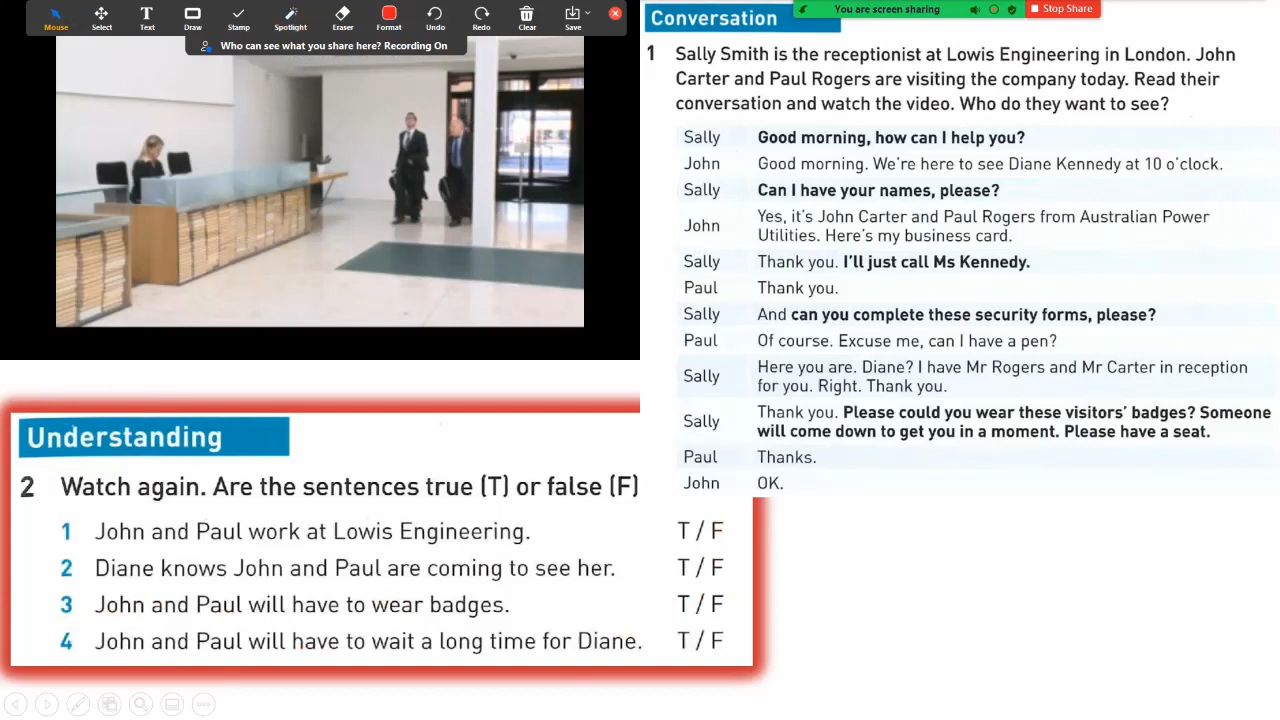 Mouse Select Text Draw Stamp Spotlight Eraser Format Undo Redo Clear Save
Who can see what you share here? Recording On
You are screen sharing Stop Share
Conversation
1 Sally Smith is the receptionist at Lowis Engineering in London. John
Carter and Paul Rogers are visiting the company today. Read their
conversation and watch the video. Who do they want to see?
Sally Good morning, how can I help you?
John Good morning. We're here to see Diane Kennedy at 10 o'clock.
Sally Can I have your names, please?
John Yes, it's John Carter and Paul Rogers from Australian Power
Utilities. Here's my business card.
Sally Thank you. I'll just call Ms Kennedy.
Paul Thank you.
Sally And can you complete these security forms, please?
Paul Of course. Excuse me, can I have a pen?
Sally Here you are. Diane? I have Mr Rogers and Mr Carter in reception
for you. Right. Thank you.
Sally Thank you. Please could you wear these visitors' badges? Someone
will come down to get you in a moment. Please have a seat.
Paul Thanks.
John OK.
Understanding
2 Watch again. Are the sentences true (T) or false (F)
1 John and Paul work at Lowis Engineering. T / F
2 Diane knows John and Paul are coming to see her. T / F
3 John and Paul will have to wear badges. T / F
4 John and Paul will have to wait a long time for Diane. T / F